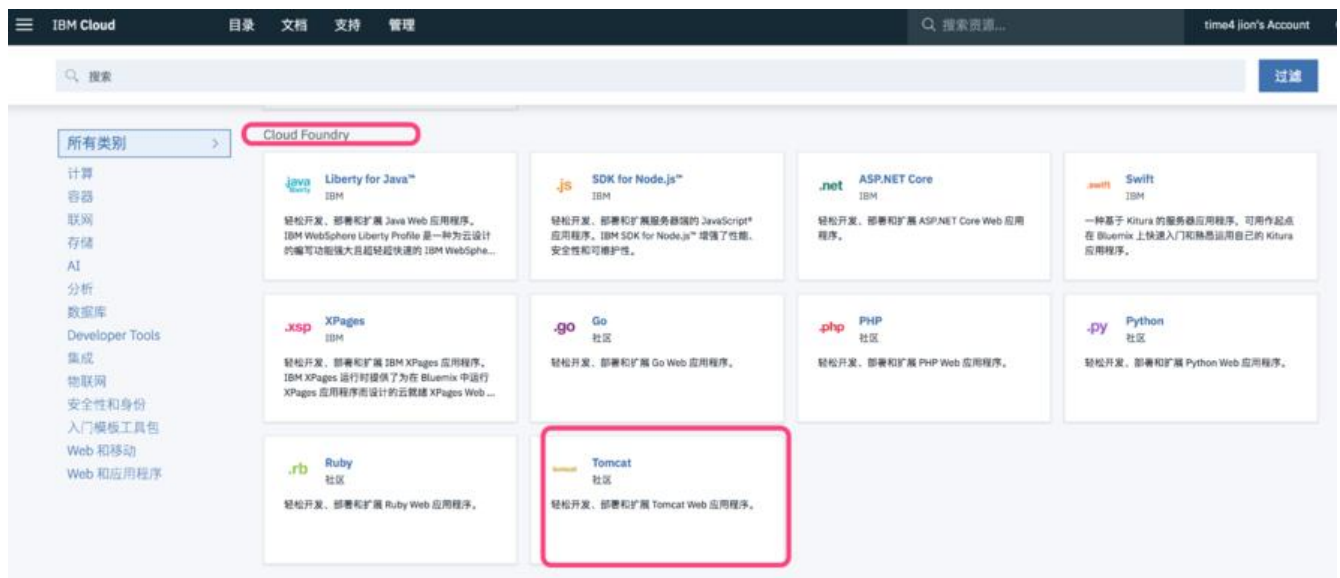 IBM Cloud 目录 文档 支持 管理 搜索资源... time4 jion's Account
搜索 过滤
所有类别
计算
容器
联网
存储
AI
分析
数据库
Developer Tools
集成
物联网
安全性和身份
入门模板工具包
Web 和移动
Web 和应用程序
Cloud Foundry
java Liberty
Liberty for Java™
IBM
轻松开发、部署和扩展 Java Web 应用程序。
IBM WebSphere Liberty Profile 是一种为云设计
的编写功能强大且超轻超快速的 IBM WebSphe...
.js
SDK for Node.js™
IBM
轻松开发、部署和扩展服务器端的 JavaScript®
应用程序。IBM SDK for Node.js™ 增强了性能、
安全性和可维护性。
.net
ASP.NET Core
IBM
轻松开发、部署和扩展 ASP.NET Core Web 应用
程序。
swift
Swift
IBM
一种基于 Kitura 的服务器应用程序，可用作起点
在 Bluemix 上快速入门和熟悉运用自己的 Kitura
应用程序。
.xsp
XPages
IBM
轻松开发、部署和扩展 IBM XPages 应用程序。
IBM XPages 运行时提供了为在 Bluemix 中运行
XPages 应用程序而设计的云就绪 XPages Web ...
.go
Go
社区
轻松开发、部署和扩展 Go Web 应用程序。
.php
PHP
社区
轻松开发、部署和扩展 PHP Web 应用程序。
.py
Python
社区
轻松开发、部署和扩展 Python Web 应用程序。
.rb
Ruby
社区
轻松开发、部署和扩展 Ruby Web 应用程序。
tomcat
Tomcat
社区
轻松开发、部署和扩展 Tomcat Web 应用程序。